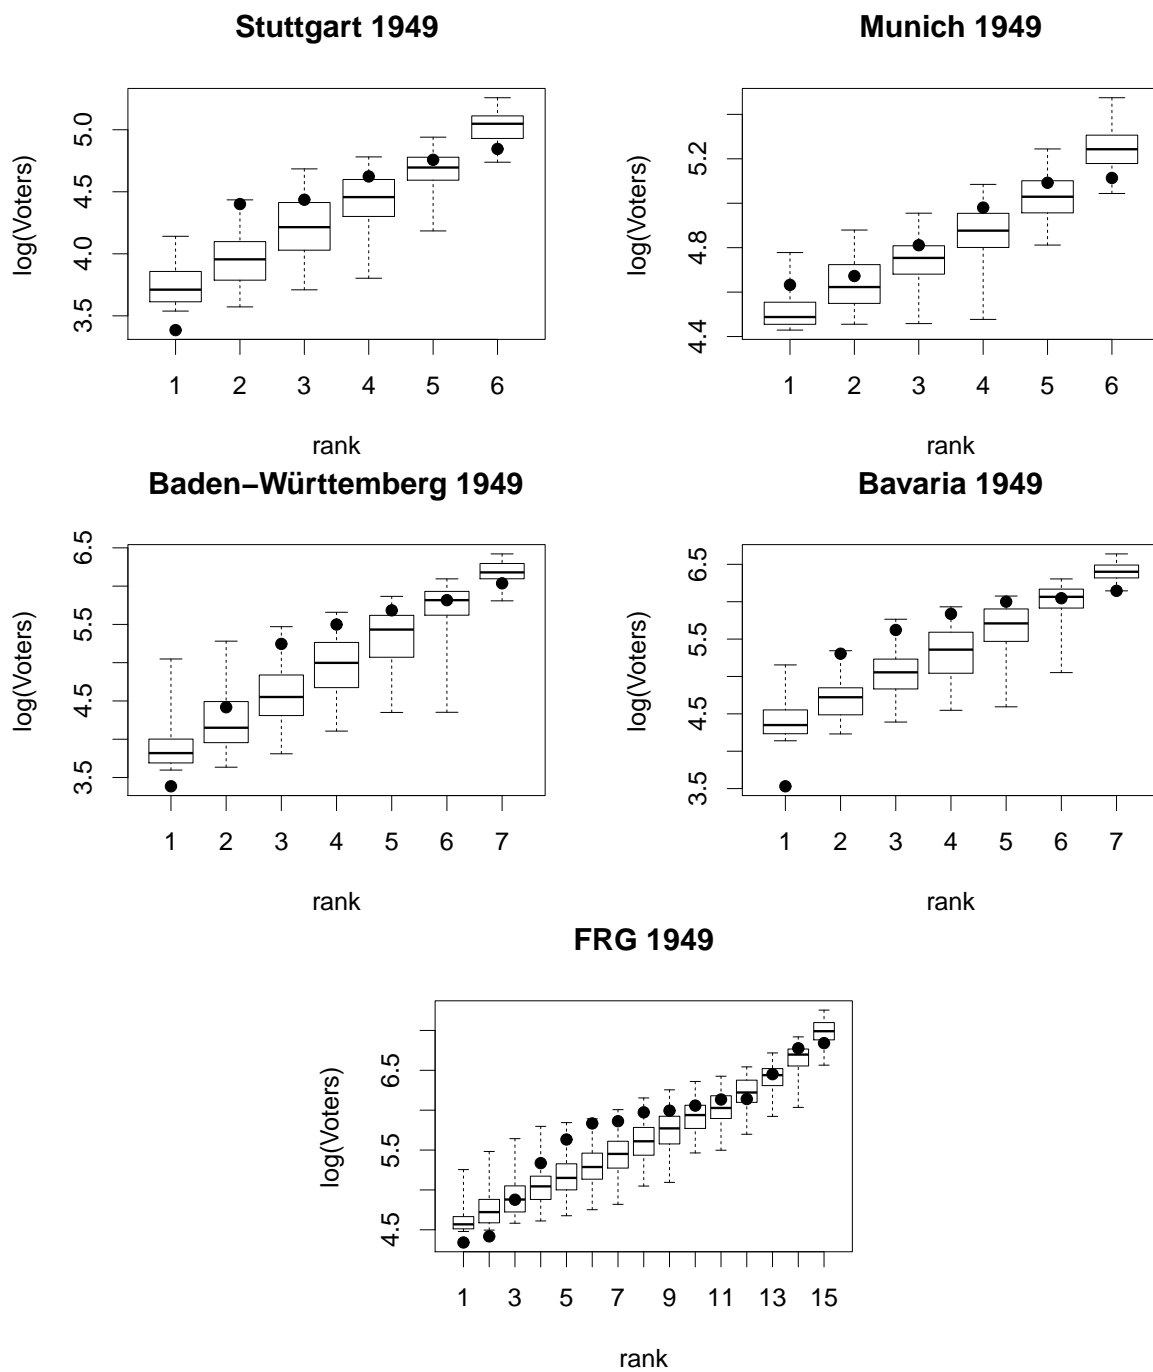 Stuttgart 1949
log(Voters)
5.0
4.5
4.0
3.5
1 2 3 4 5 6
rank
Munich 1949
log(Voters)
5.2
4.8
4.4
1 2 3 4 5 6
rank
Baden−Württemberg 1949
log(Voters)
6.5
5.5
4.5
3.5
1 2 3 4 5 6 7
rank
Bavaria 1949
log(Voters)
6.5
5.5
4.5
3.5
1 2 3 4 5 6 7
rank
FRG 1949
log(Voters)
6.5
5.5
4.5
1 3 5 7 9 11 13 15
rank